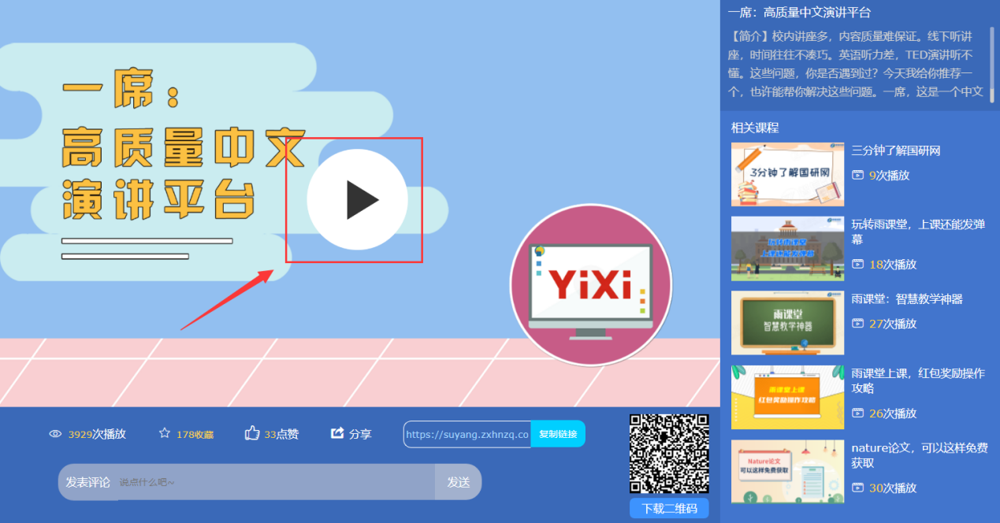 一席：
高质量中文
演讲平台
YiXi
3929次播放
178收藏
33点赞
分享
https://suyang.zxhnzq.co
复制链接
发表评论
说点什么吧~
发送
下载二维码
一席：高质量中文演讲平台
【简介】校内讲座多，内容质量难保证。线下听讲
座，时间往往不凑巧。英语听力差，TED演讲听不
懂。这些问题，你是否遇到过？今天我给你推荐一
个，也许能帮你解决这些问题。一席，这是一个中文
相关课程
3分钟了解国研网
三分钟了解国研网
9次播放
玩转雨课堂
上课还能发弹幕
玩转雨课堂，上课还能发弹
幕
18次播放
雨课堂
智慧教学神器
雨课堂：智慧教学神器
27次播放
雨课堂上课
红包奖励操作攻略
雨课堂上课，红包奖励操作
攻略
26次播放
Nature论文
可以这样免费获取
nature论文，可以这样免费
获取
30次播放